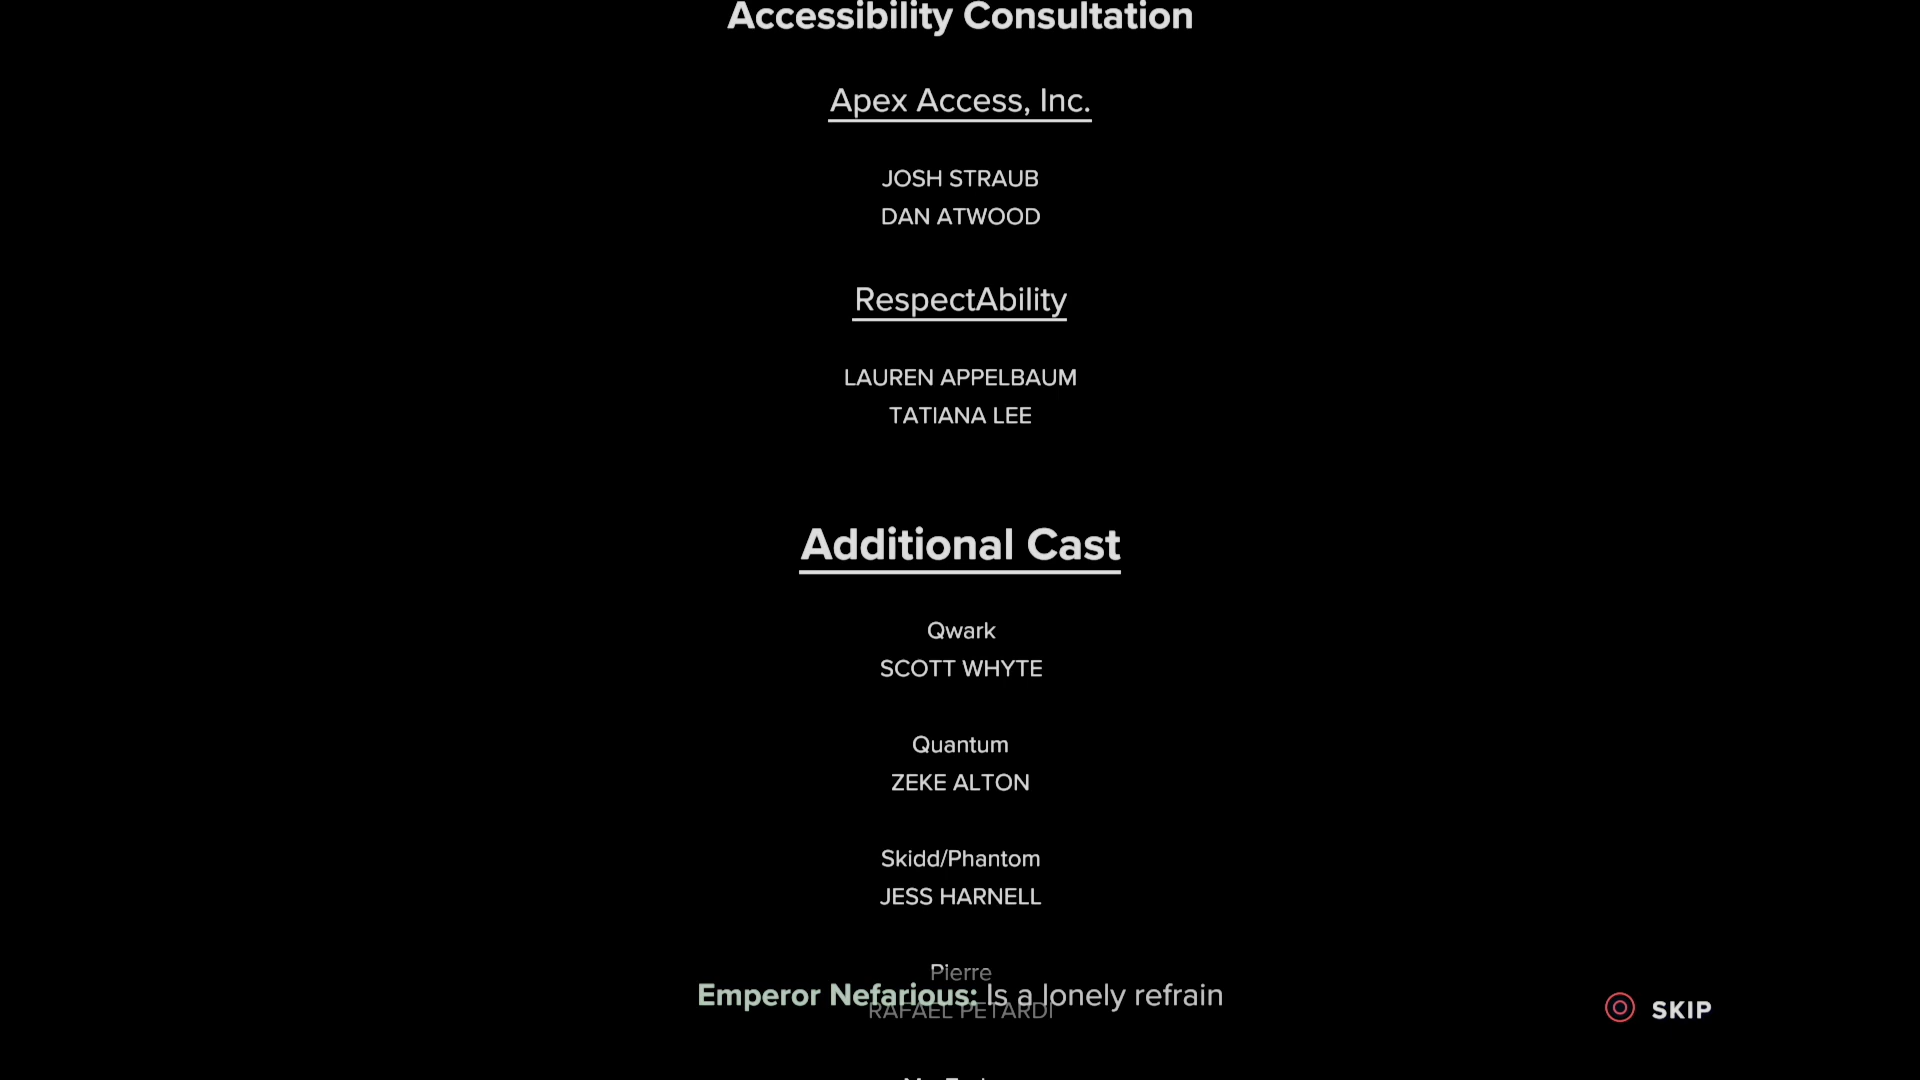 Accessibility Consultation
Apex Access, Inc.
JOSH STRAUB
DAN ATWOOD
RespectAbility
LAUREN APPELBAUM
TATIANA LEE
Additional Cast
Qwark
SCOTT WHYTE
Quantum
ZEKE ALTON
Skidd/Phantom
JESS HARNELL
Pierre
Emperor Nefarious: Is a lonely refrain
RAFAEL PETARDI
SKIP